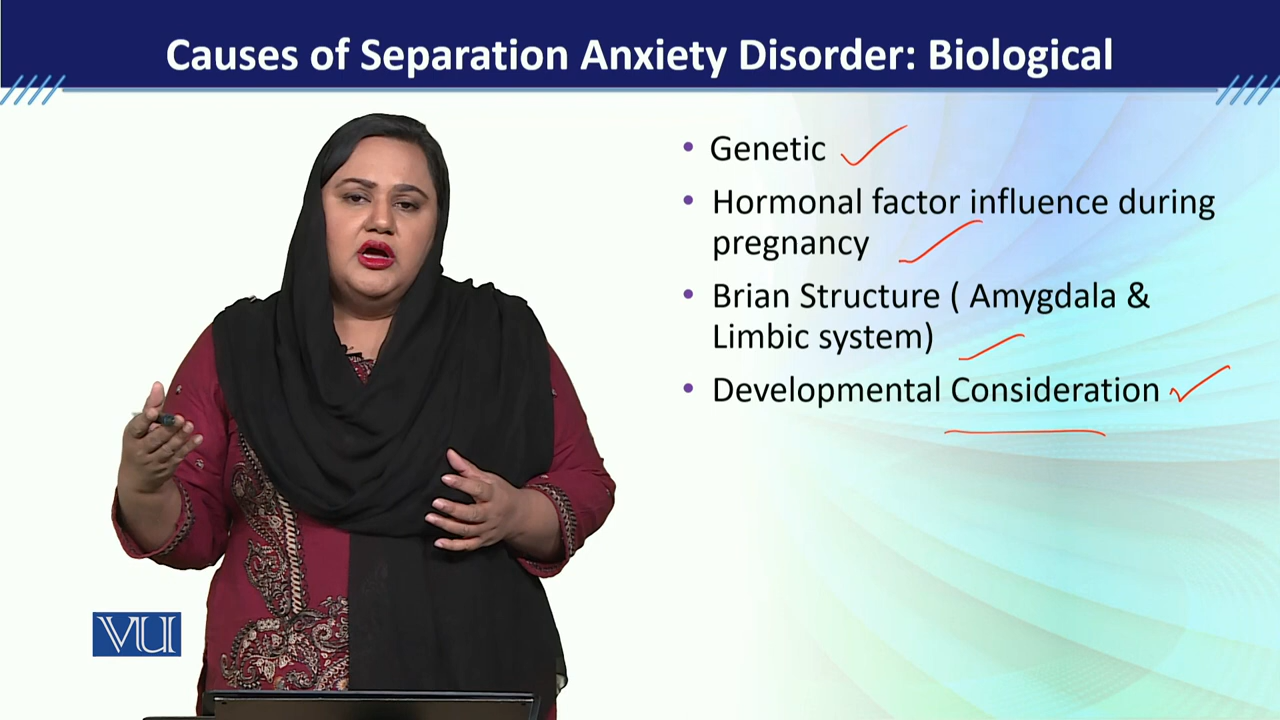 Causes of Separation Anxiety Disorder: Biological
• Genetic
• Hormonal factor influence during
pregnancy
• Brian Structure ( Amygdala &
Limbic system)
• Developmental Consideration
VU